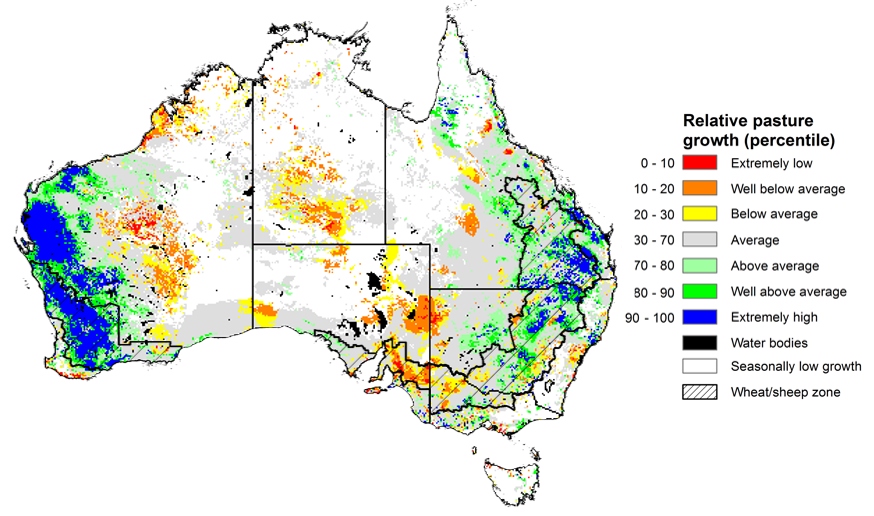 Relative pasture
growth (percentile)
0 - 10 Extremely low
10 - 20 Well below average
20 - 30 Below average
30 - 70 Average
70 - 80 Above average
80 - 90 Well above average
90 - 100 Extremely high
Water bodies
Seasonally low growth
Wheat/sheep zone